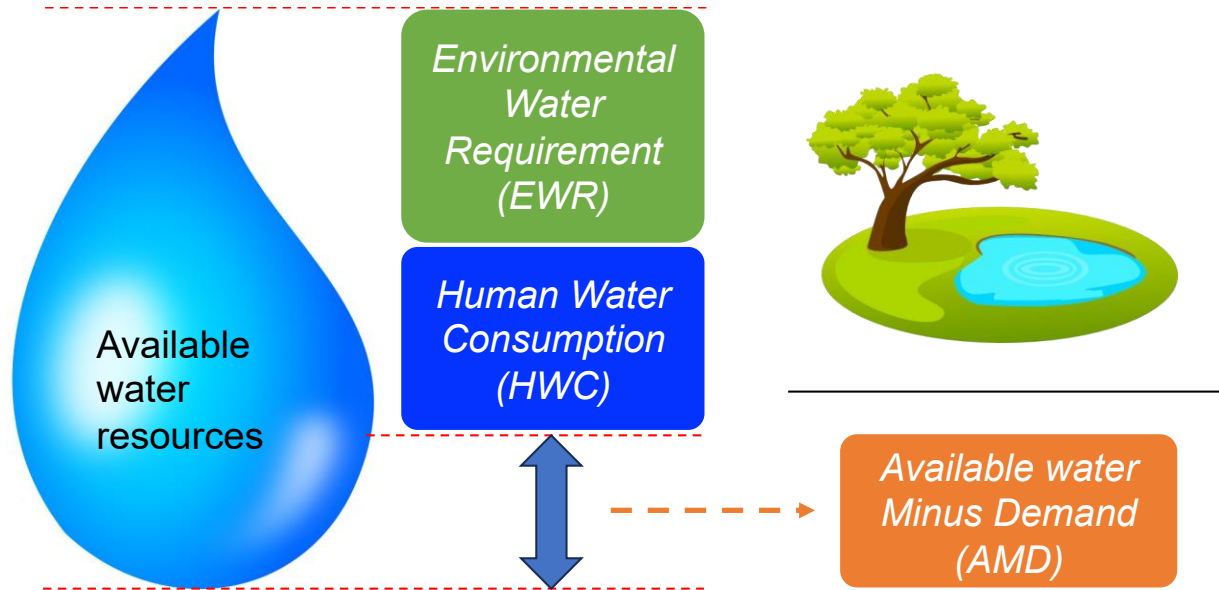 Environmental
Water
Requirement
(EWR)
Human Water
Consumption
(HWC)
Available
water
resources
Available water
Minus Demand
(AMD)